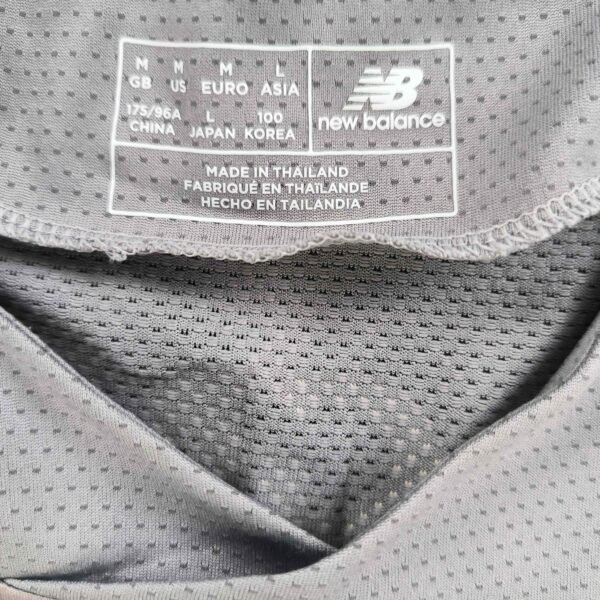 M M M L
GB US EURO ASIA
175/96A L 100
CHINA JAPAN KOREA
NB
new balance
MADE IN THAILAND
FABRIQUÉ EN THAÏLANDE
HECHO EN TAILANDIA